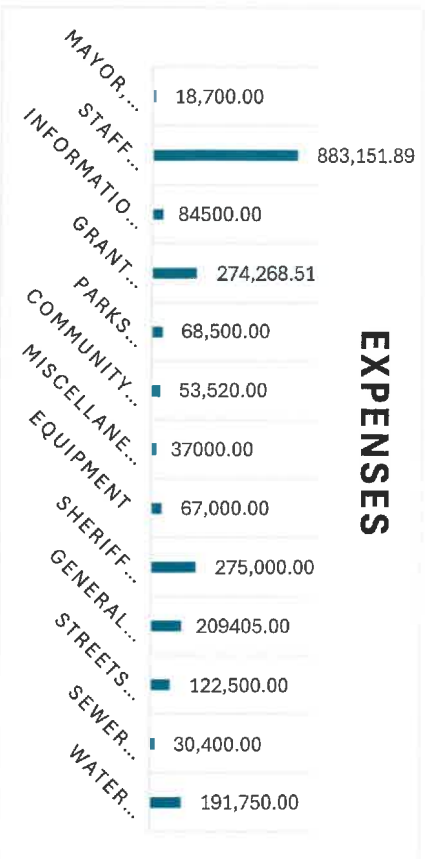 EXPENSES
MAYOR,...
18,700.00
STAFF...
883,151.89
INFORMATIO...
84500.00
GRANT...
274,268.51
PARKS...
68,500.00
COMMUNITY...
53,520.00
MISCELLANE...
37000.00
EQUIPMENT
67,000.00
SHERIFF...
275,000.00
GENERAL...
209405.00
STREETS...
122,500.00
SEWER...
30,400.00
WATER...
191,750.00